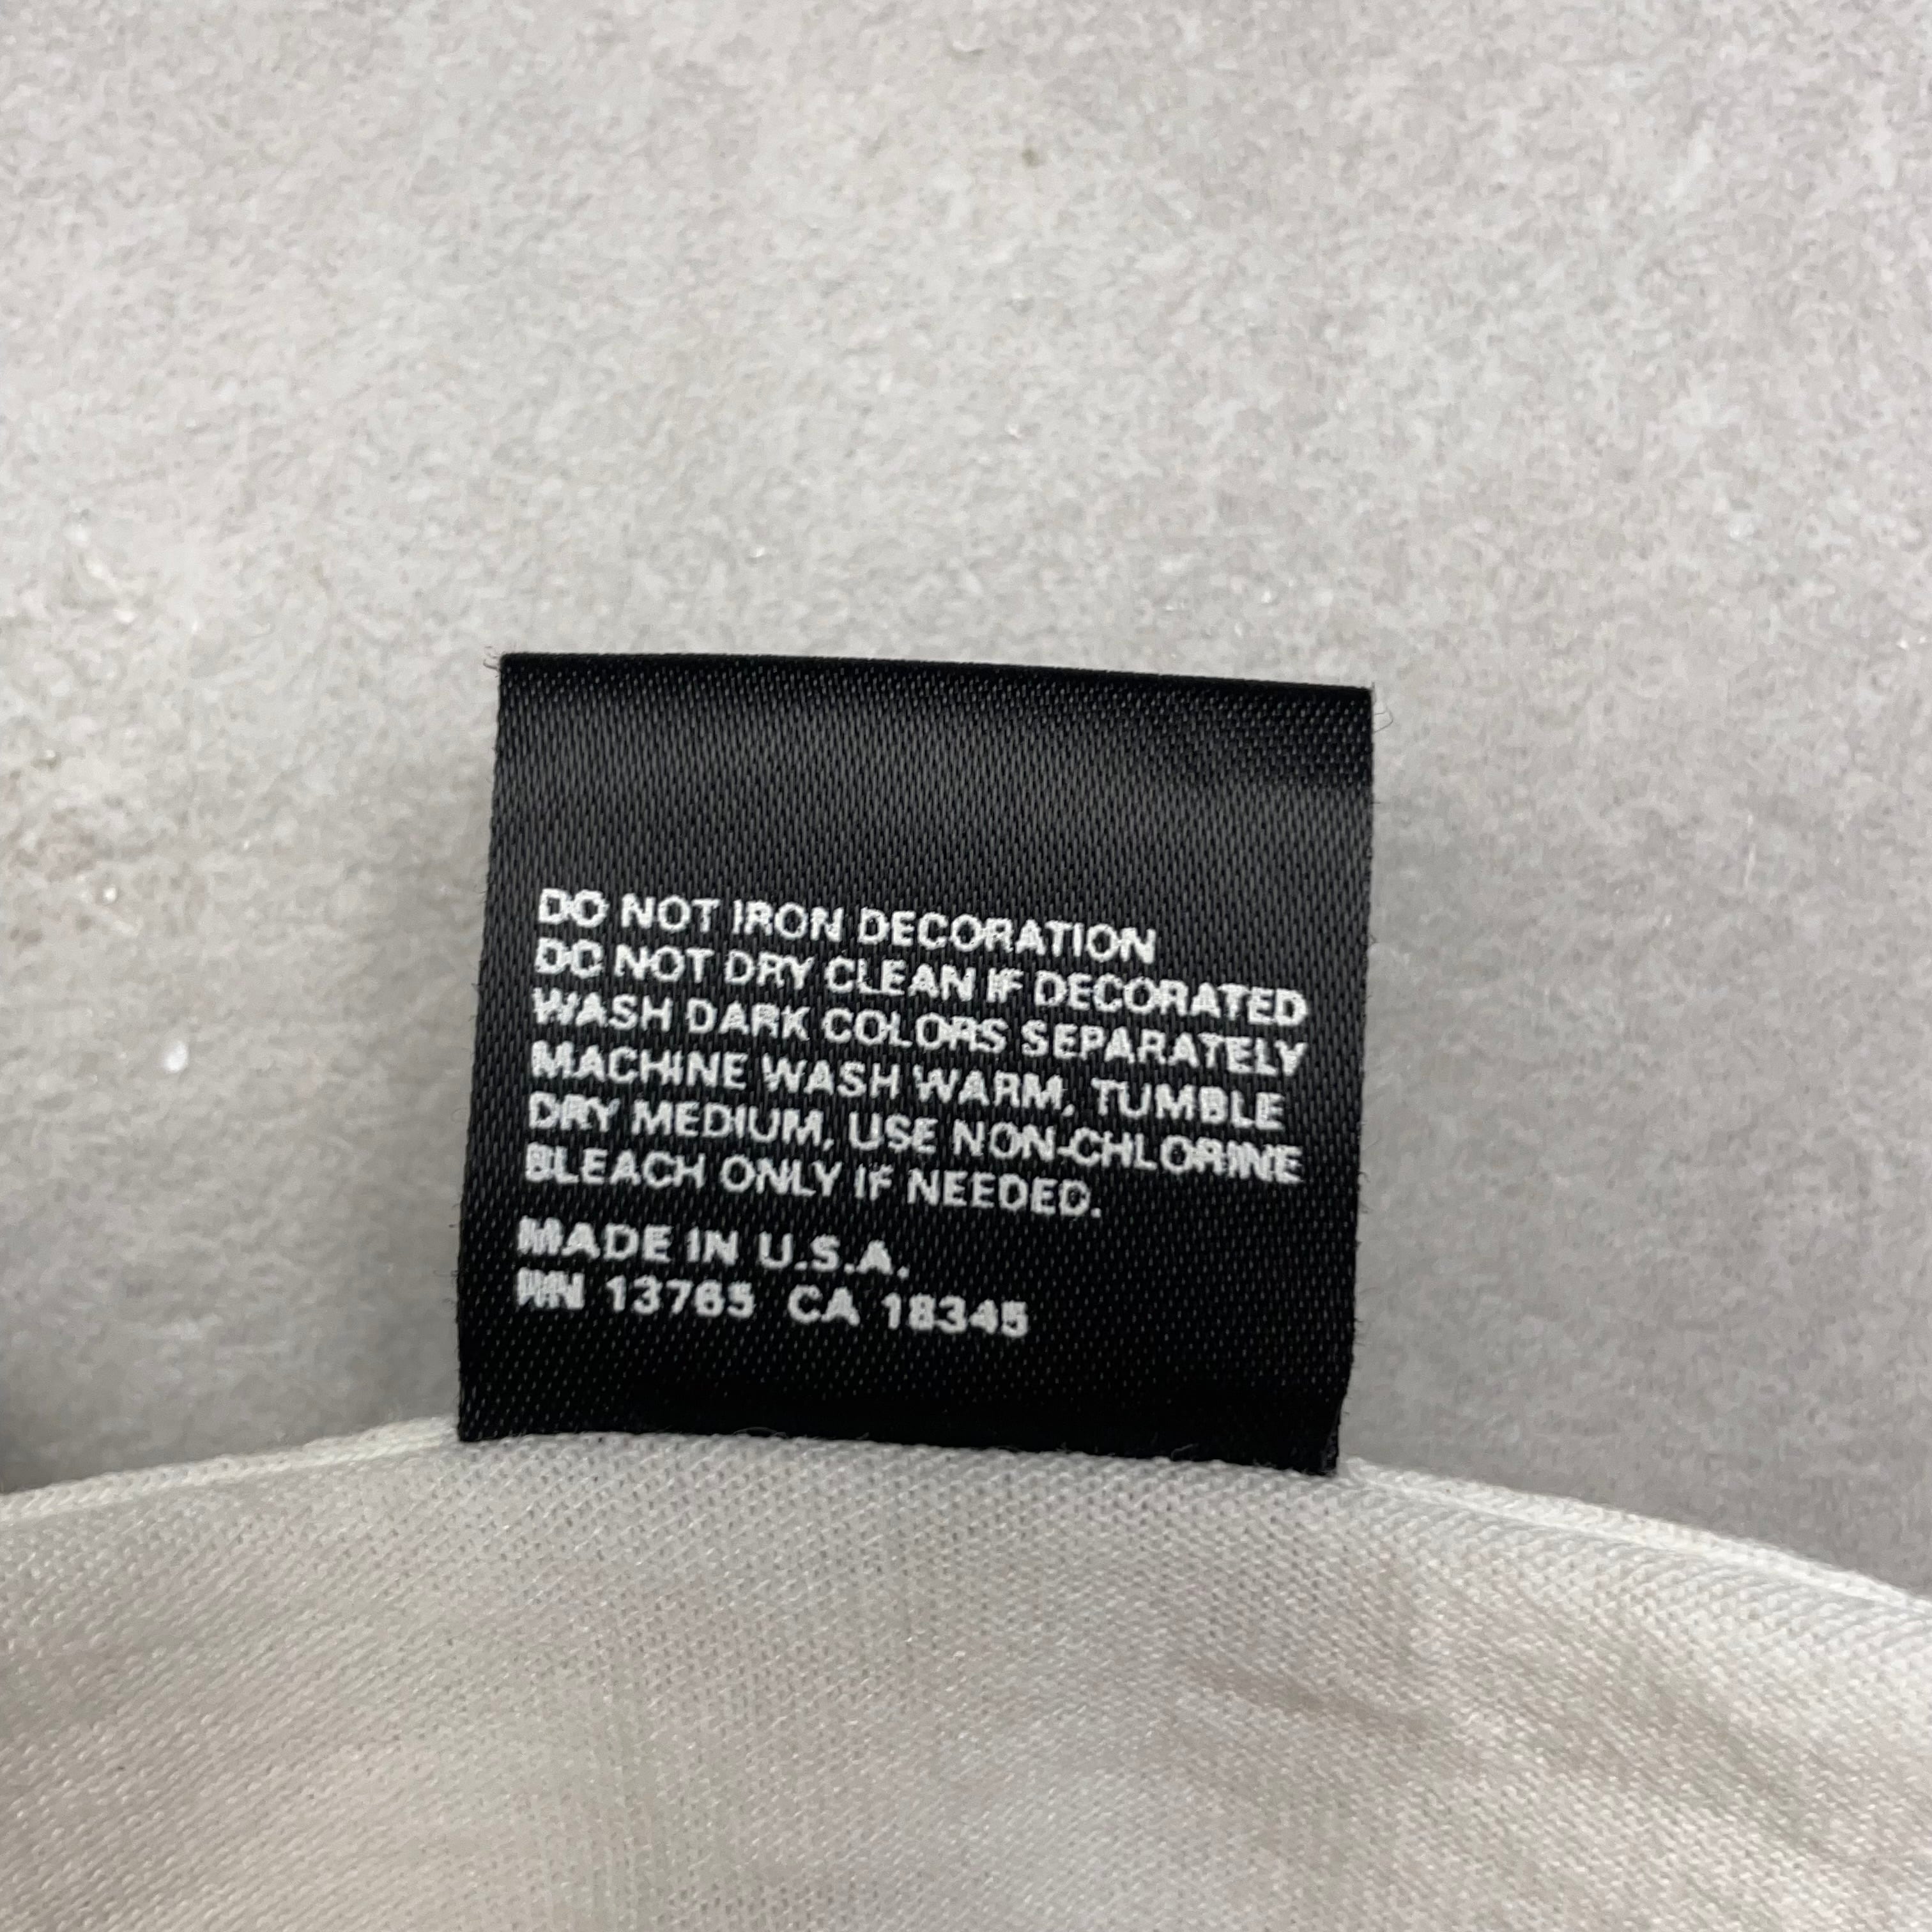 DO NOT IRON DECORATION
DO NOT DRY CLEAN IF DECORATED
WASH DARK COLORS SEPARATELY
MACHINE WASH WARM, TUMBLE
DRY MEDIUM, USE NON-CHLORINE
BLEACH ONLY IF NEEDED.
MADE IN U.S.A.
RN 13765 CA 18345